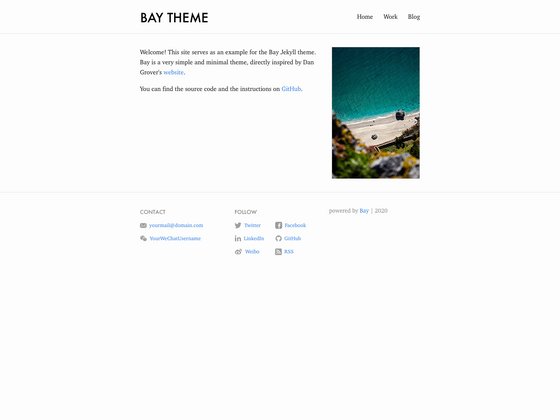 BAY THEME
Home Work Blog
Welcome! This site serves as an example for the Bay Jekyll theme.
Bay is a very simple and minimal theme, directly inspired by Dan
Grover's website.
You can find the source code and the instructions on GitHub.
CONTACT
yourmail@domain.com
YourWeChatUsername
FOLLOW
Twitter Facebook
LinkedIn GitHub
Weibo RSS
powered by Bay | 2020